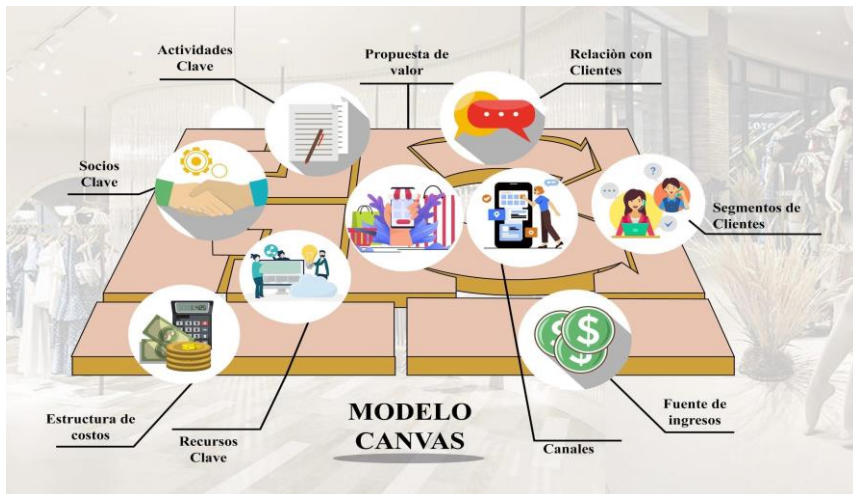 Actividades
Clave
Propuesta de
valor
Relaciòn con
Clientes
Socios
Clave
Segmentos de
Clientes
Estructura de
costos
Recursos
Clave
MODELO
CANVAS
Canales
Fuente de
ingresos